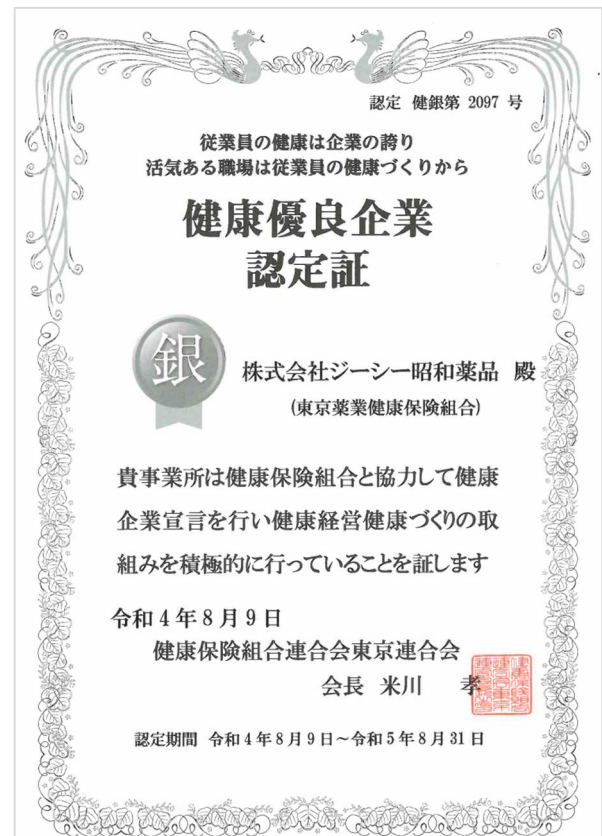 認定 健銀第 2097 号
従業員の健康は企業の誇り
活気ある職場は従業員の健康づくりから
健康優良企業
認定証
銀
株式会社ジーシー昭和薬品 殿
(東京薬業健康保険組合)
貴事業所は健康保険組合と協力して健康
企業宣言を行い健康経営健康づくりの取
組みを積極的に行っていることを証します
令和4年8月9日
健康保険組合連合会東京連合会
会長 米川 孝
認定期間 令和4年8月9日～令和5年8月31日